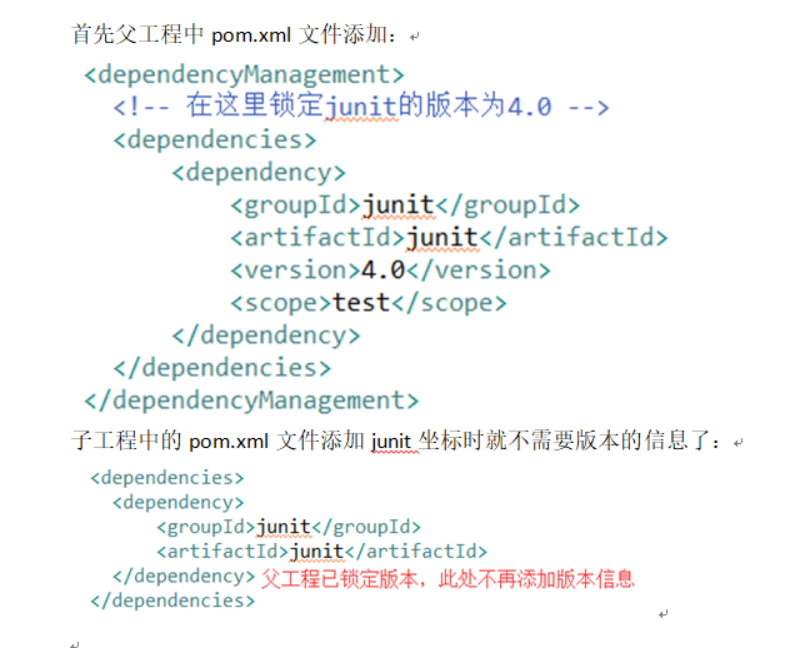 首先父工程中 pom.xml 文件添加：
<dependencyManagement>
<!-- 在这里锁定junit的版本为4.0 -->
<dependencies>
<dependency>
<groupId>junit</groupId>
<artifactId>junit</artifactId>
<version>4.0</version>
<scope>test</scope>
</dependency>
</dependencies>
</dependencyManagement>
子工程中的 pom.xml 文件添加 junit 坐标时就不需要版本的信息了：
<dependencies>
<dependency>
<groupId>junit</groupId>
<artifactId>junit</artifactId>
</dependency> 父工程已锁定版本，此处不再添加版本信息
</dependencies>